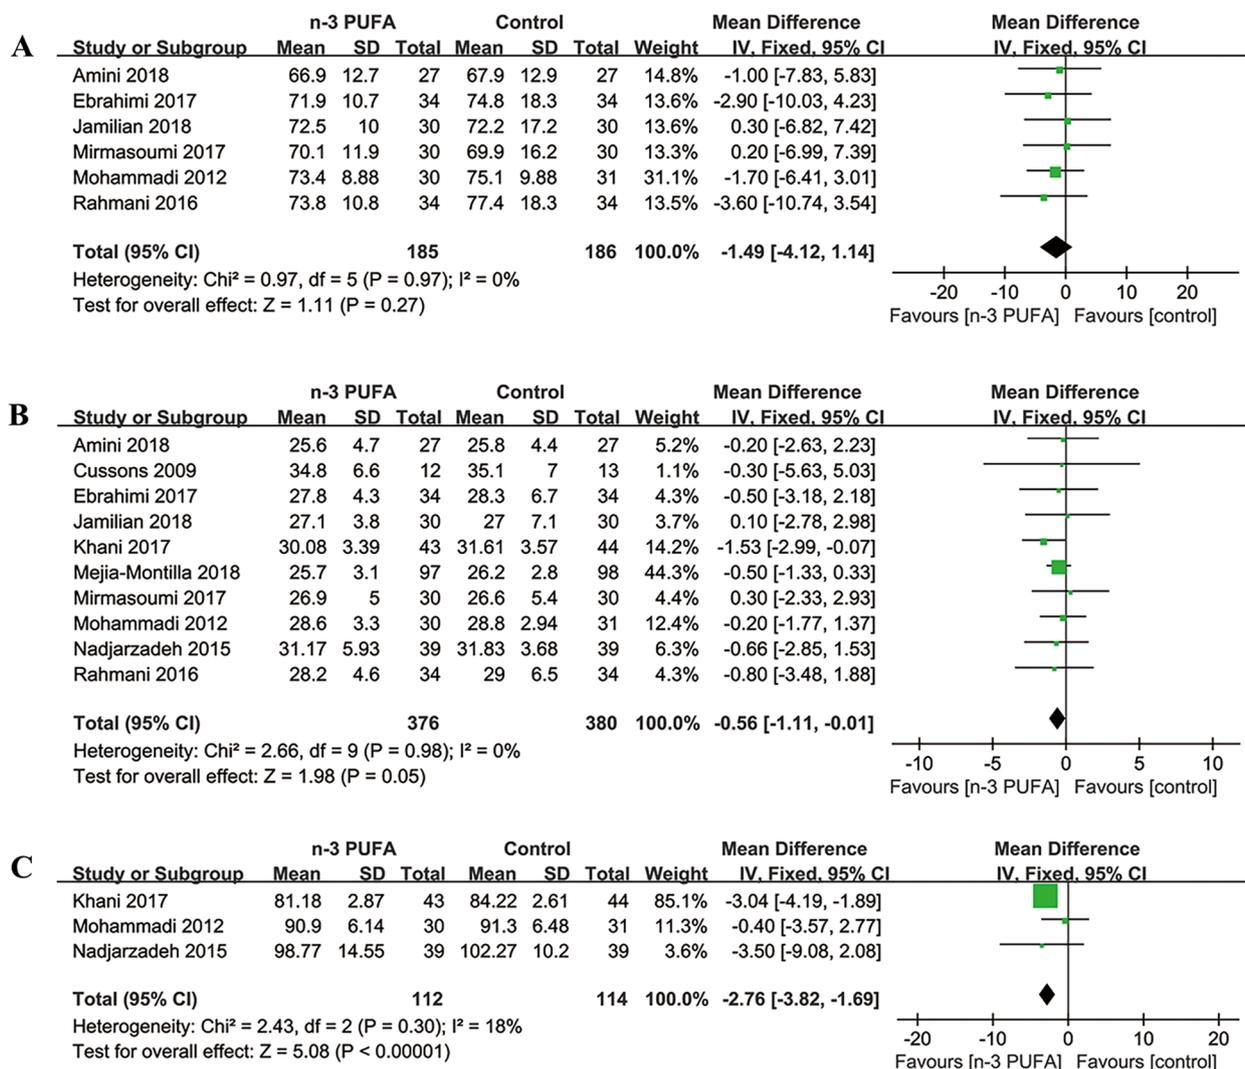 A
n-3 PUFA Control Mean Difference Mean Difference
Study or Subgroup Mean SD Total Mean SD Total Weight IV, Fixed, 95% CI IV, Fixed, 95% CI
Amini 2018 66.9 12.7 27 67.9 12.9 27 14.8% -1.00 [-7.83, 5.83]
Ebrahimi 2017 71.9 10.7 34 74.8 18.3 34 13.6% -2.90 [-10.03, 4.23]
Jamilian 2018 72.5 10 30 72.2 17.2 30 13.6% 0.30 [-6.82, 7.42]
Mirmasoumi 2017 70.1 11.9 30 69.9 16.2 30 13.3% 0.20 [-6.99, 7.39]
Mohammadi 2012 73.4 8.88 30 75.1 9.88 31 31.1% -1.70 [-6.41, 3.01]
Rahmani 2016 73.8 10.8 34 77.4 18.3 34 13.5% -3.60 [-10.74, 3.54]
Total (95% CI) 185 186 100.0% -1.49 [-4.12, 1.14]
Heterogeneity: Chi² = 0.97, df = 5 (P = 0.97); I² = 0%
Test for overall effect: Z = 1.11 (P = 0.27)
-20 -10 0 10 20
Favours [n-3 PUFA] Favours [control]
B
n-3 PUFA Control Mean Difference Mean Difference
Study or Subgroup Mean SD Total Mean SD Total Weight IV, Fixed, 95% CI IV, Fixed, 95% CI
Amini 2018 25.6 4.7 27 25.8 4.4 27 5.2% -0.20 [-2.63, 2.23]
Cussons 2009 34.8 6.6 12 35.1 7 13 1.1% -0.30 [-5.63, 5.03]
Ebrahimi 2017 27.8 4.3 34 28.3 6.7 34 4.3% -0.50 [-3.18, 2.18]
Jamilian 2018 27.1 3.8 30 27 7.1 30 3.7% 0.10 [-2.78, 2.98]
Khani 2017 30.08 3.39 43 31.61 3.57 44 14.2% -1.53 [-2.99, -0.07]
Mejia-Montilla 2018 25.7 3.1 97 26.2 2.8 98 44.3% -0.50 [-1.33, 0.33]
Mirmasoumi 2017 26.9 5 30 26.6 5.4 30 4.4% 0.30 [-2.33, 2.93]
Mohammadi 2012 28.6 3.3 30 28.8 2.94 31 12.4% -0.20 [-1.77, 1.37]
Nadjarzadeh 2015 31.17 5.93 39 31.83 3.68 39 6.3% -0.66 [-2.85, 1.53]
Rahmani 2016 28.2 4.6 34 29 6.5 34 4.3% -0.80 [-3.48, 1.88]
Total (95% CI) 376 380 100.0% -0.56 [-1.11, -0.01]
Heterogeneity: Chi² = 2.66, df = 9 (P = 0.98); I² = 0%
Test for overall effect: Z = 1.98 (P = 0.05)
-10 -5 0 5 10
Favours [n-3 PUFA] Favours [control]
C
n-3 PUFA Control Mean Difference Mean Difference
Study or Subgroup Mean SD Total Mean SD Total Weight IV, Fixed, 95% CI IV, Fixed, 95% CI
Khani 2017 81.18 2.87 43 84.22 2.61 44 85.1% -3.04 [-4.19, -1.89]
Mohammadi 2012 90.9 6.14 30 91.3 6.48 31 11.3% -0.40 [-3.57, 2.77]
Nadjarzadeh 2015 98.77 14.55 39 102.27 10.2 39 3.6% -3.50 [-9.08, 2.08]
Total (95% CI) 112 114 100.0% -2.76 [-3.82, -1.69]
Heterogeneity: Chi² = 2.43, df = 2 (P = 0.30); I² = 18%
Test for overall effect: Z = 5.08 (P < 0.00001)
-20 -10 0 10 20
Favours [n-3 PUFA] Favours [control]